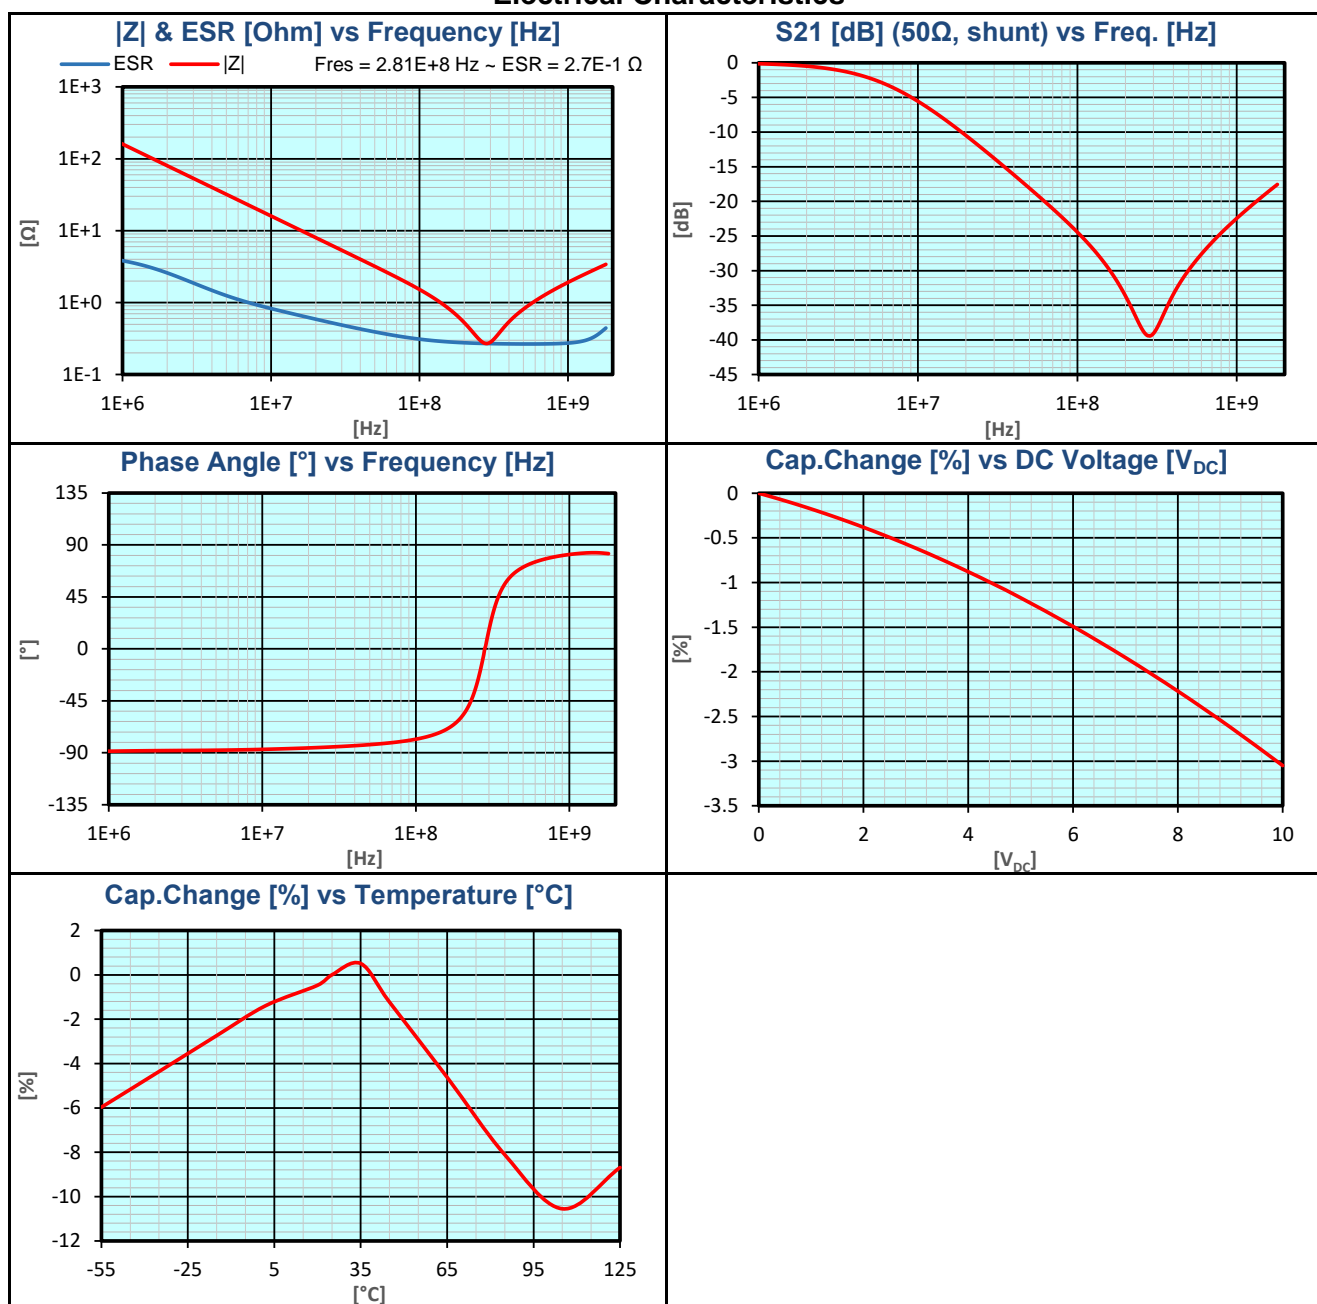 |Z| & ESR [Ohm] vs Frequency [Hz]
ESR |Z| Fres = 2.81E+8 Hz ~ ESR = 2.7E-1 Ω
1E+3
1E+2
1E+1
1E+0
1E-1
[Ω]
1E+6 1E+7 1E+8 1E+9
[Hz]
S21 [dB] (50Ω, shunt) vs Freq. [Hz]
0
-5
-10
-15
-20
-25
-30
-35
-40
-45
[dB]
1E+6 1E+7 1E+8 1E+9
[Hz]
Phase Angle [°] vs Frequency [Hz]
135
90
45
0
-45
-90
-135
[°]
1E+6 1E+7 1E+8 1E+9
[Hz]
Cap.Change [%] vs DC Voltage [V_DC]
0
-0.5
-1
-1.5
-2
-2.5
-3
-3.5
[%]
0 2 4 6 8 10
[V_DC]
Cap.Change [%] vs Temperature [°C]
2
0
-2
-4
-6
-8
-10
-12
[%]
-55 -25 5 35 65 95 125
[°C]